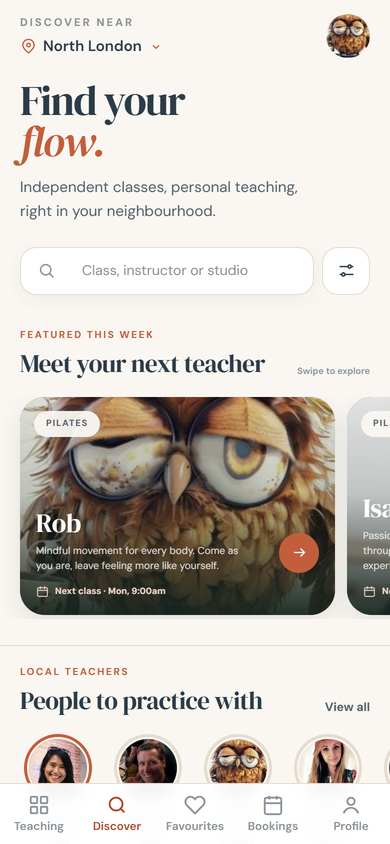 DISCOVER NEAR
North London
Find your
flow.
Independent classes, personal teaching,
right in your neighbourhood.
Class, instructor or studio
FEATURED THIS WEEK
Meet your next teacher
Swipe to explore
PILATES
Rob
Mindful movement for every body. Come as
you are, leave feeling more like yourself.
Next class · Mon, 9:00am
LOCAL TEACHERS
People to practice with
View all
Teaching
Discover
Favourites
Bookings
Profile